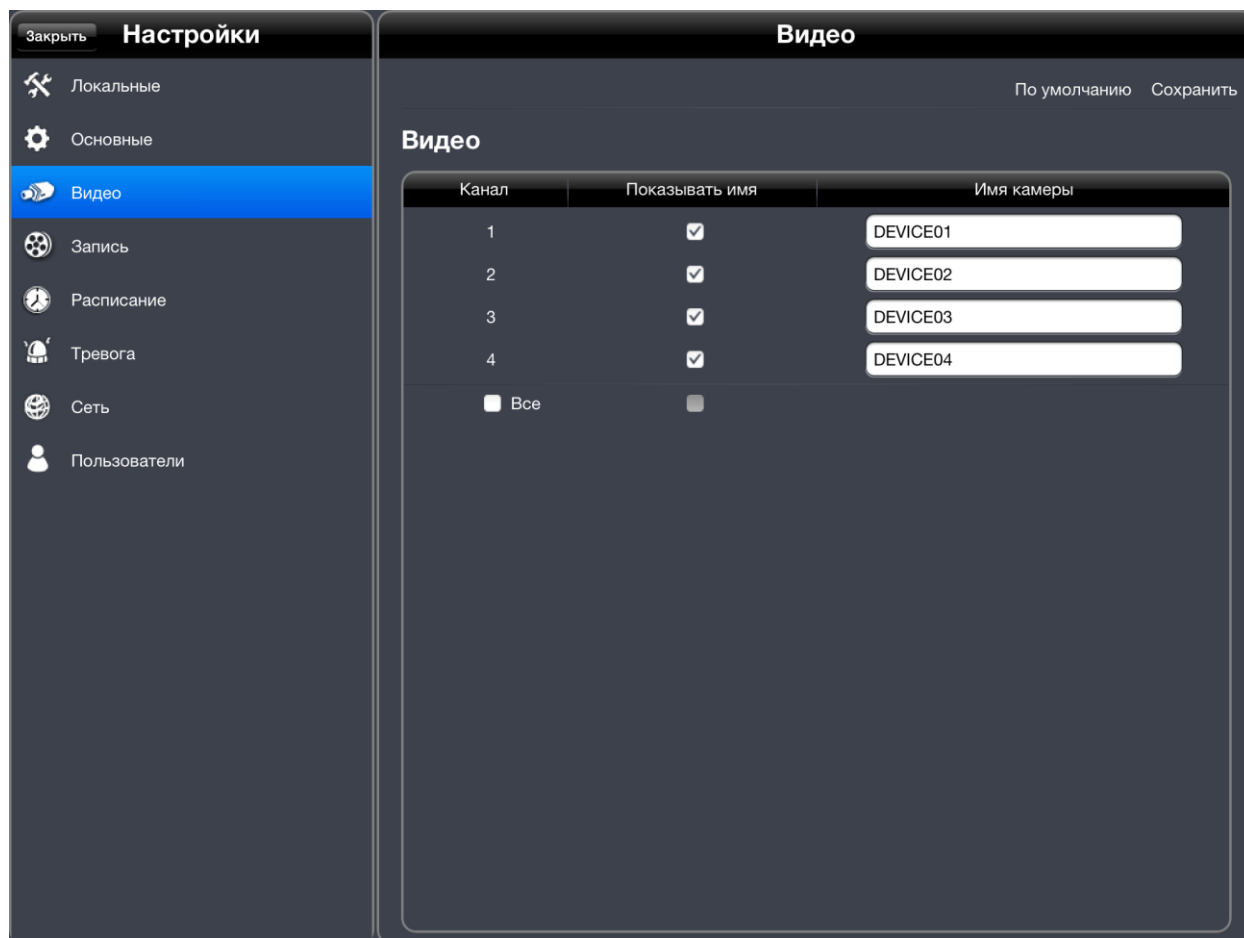 Закрыть Настройки
Локальные
Основные
Видео
Запись
Расписание
Тревога
Сеть
Пользователи
Видео
По умолчанию Сохранить
Видео
Канал Показывать имя Имя камеры
1 DEVICE01
2 DEVICE02
3 DEVICE03
4 DEVICE04
Все